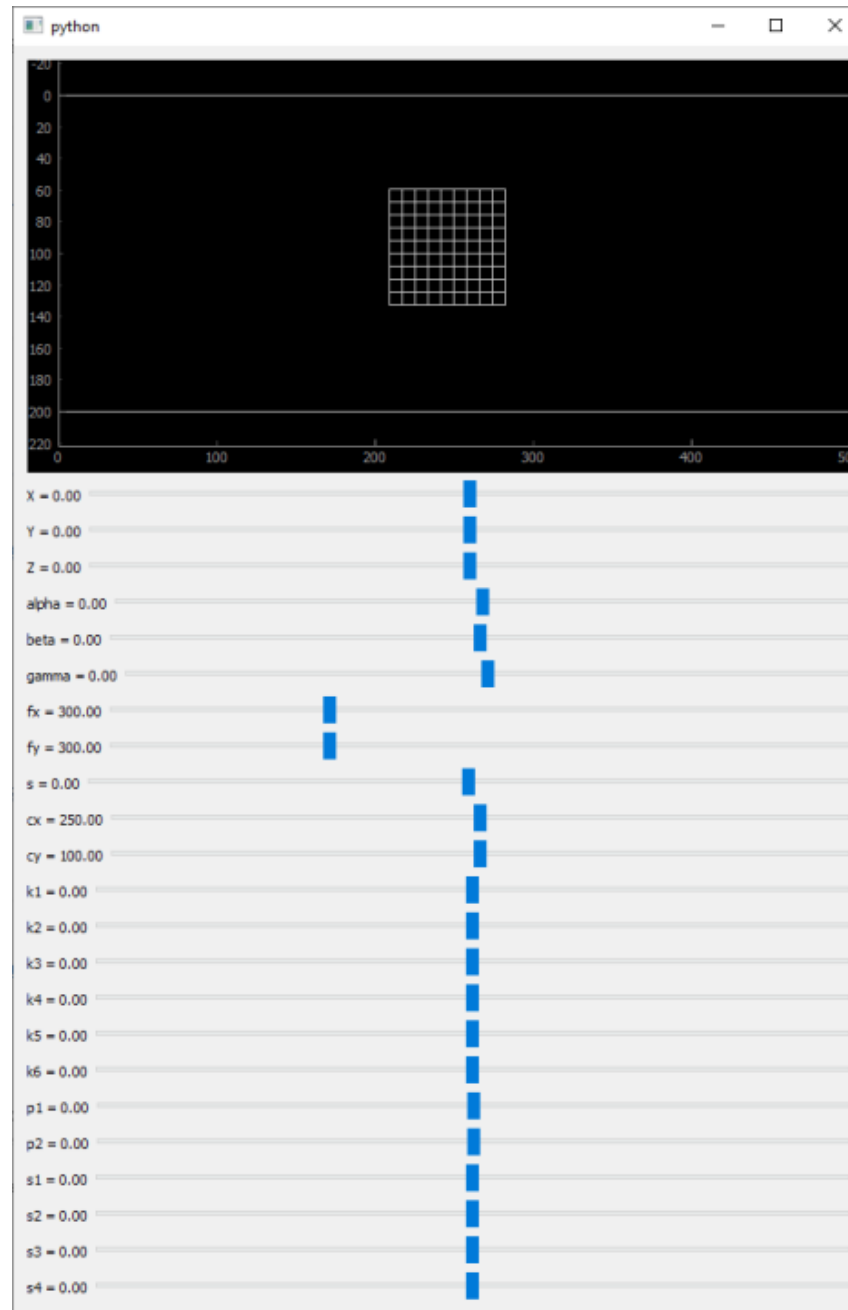 python
-20
0
20
40
60
80
100
120
140
160
180
200
220
0 100 200 300 400
X = 0.00
Y = 0.00
Z = 0.00
alpha = 0.00
beta = 0.00
gamma = 0.00
fx = 300.00
fy = 300.00
s = 0.00
cx = 250.00
cy = 100.00
k1 = 0.00
k2 = 0.00
k3 = 0.00
k4 = 0.00
k5 = 0.00
k6 = 0.00
p1 = 0.00
p2 = 0.00
s1 = 0.00
s2 = 0.00
s3 = 0.00
s4 = 0.00